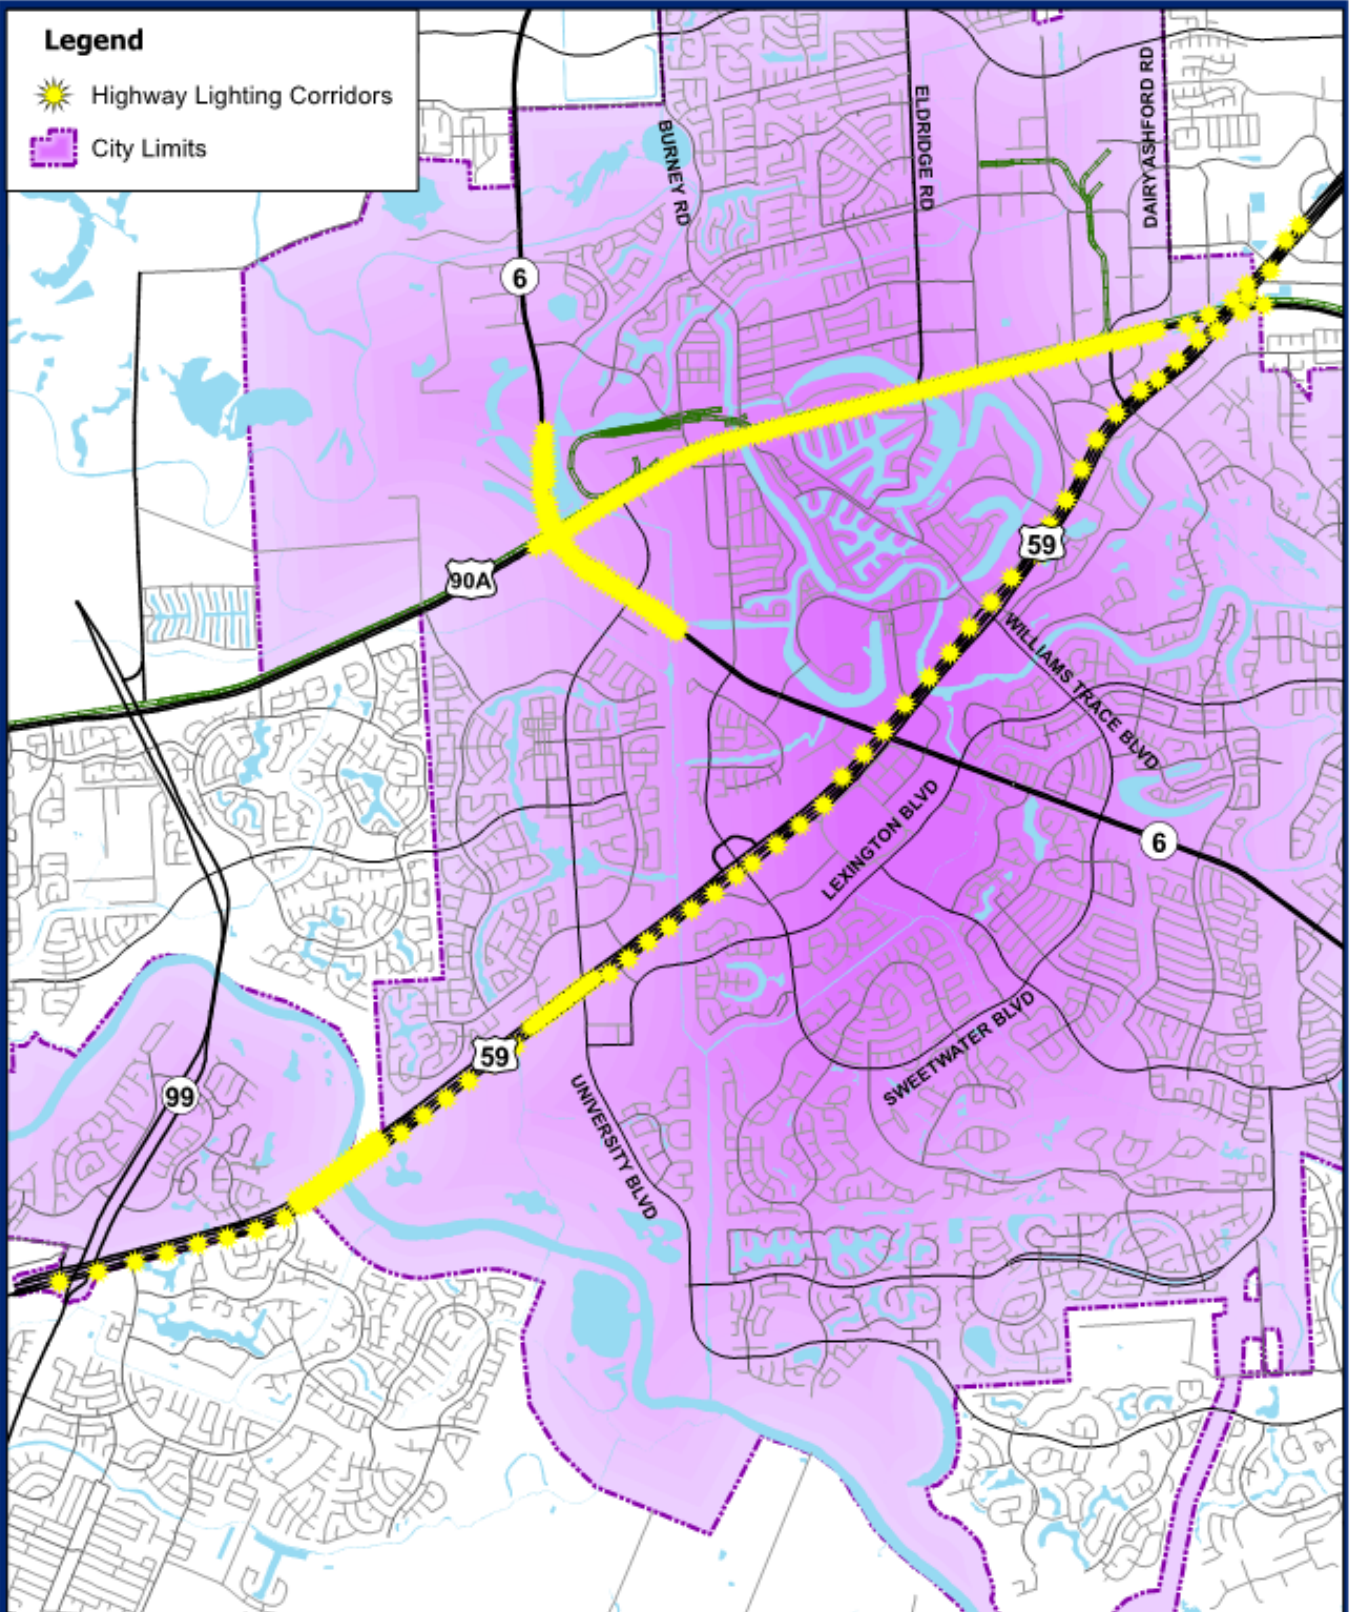 Legend
Highway Lighting Corridors
City Limits
BURNEY RD
ELDRIDGE RD
DAIRY ASHFORD RD
6
59
90A
WILLIAMS TRACE BLVD
LEXINGTON BLVD
6
SWEETWATER BLVD
59
99
UNIVERSITY BLVD